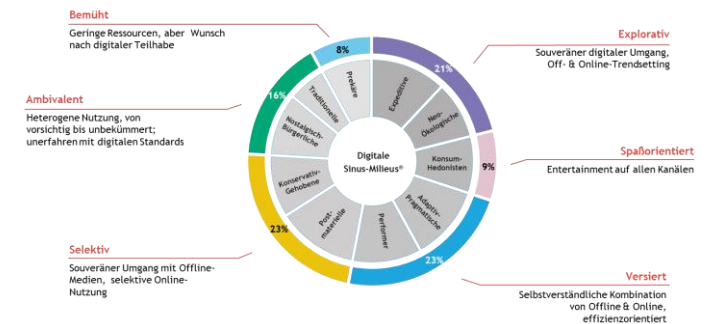 Bemüht
Geringe Ressourcen, aber Wunsch
nach digitaler Teilhabe
Ambivalent
Heterogene Nutzung, von
vorsichtig bis unbekümmert;
unerfahren mit digitalen Standards
Selektiv
Souveräner Umgang mit Offline-
Medien, selektive Online-
Nutzung
8%
21%
16%
9%
23%
23%
Prekäre
Expeditive
Traditionelle
Neo-
Ökologische
Nostalgisch-
Bürgerliche
Konsum-
Hedonisten
Konservativ-
Gehobene
Adaptiv-
Pragmatische
Post-
materielle
Performer
Digitale
Sinus-Milieus®
Explorativ
Souveräner digitaler Umgang,
Off- & Online-Trendsetting
Spaßorientiert
Entertainment auf allen Kanälen
Versiert
Selbstverständliche Kombination
von Offline & Online,
effizienzorientiert